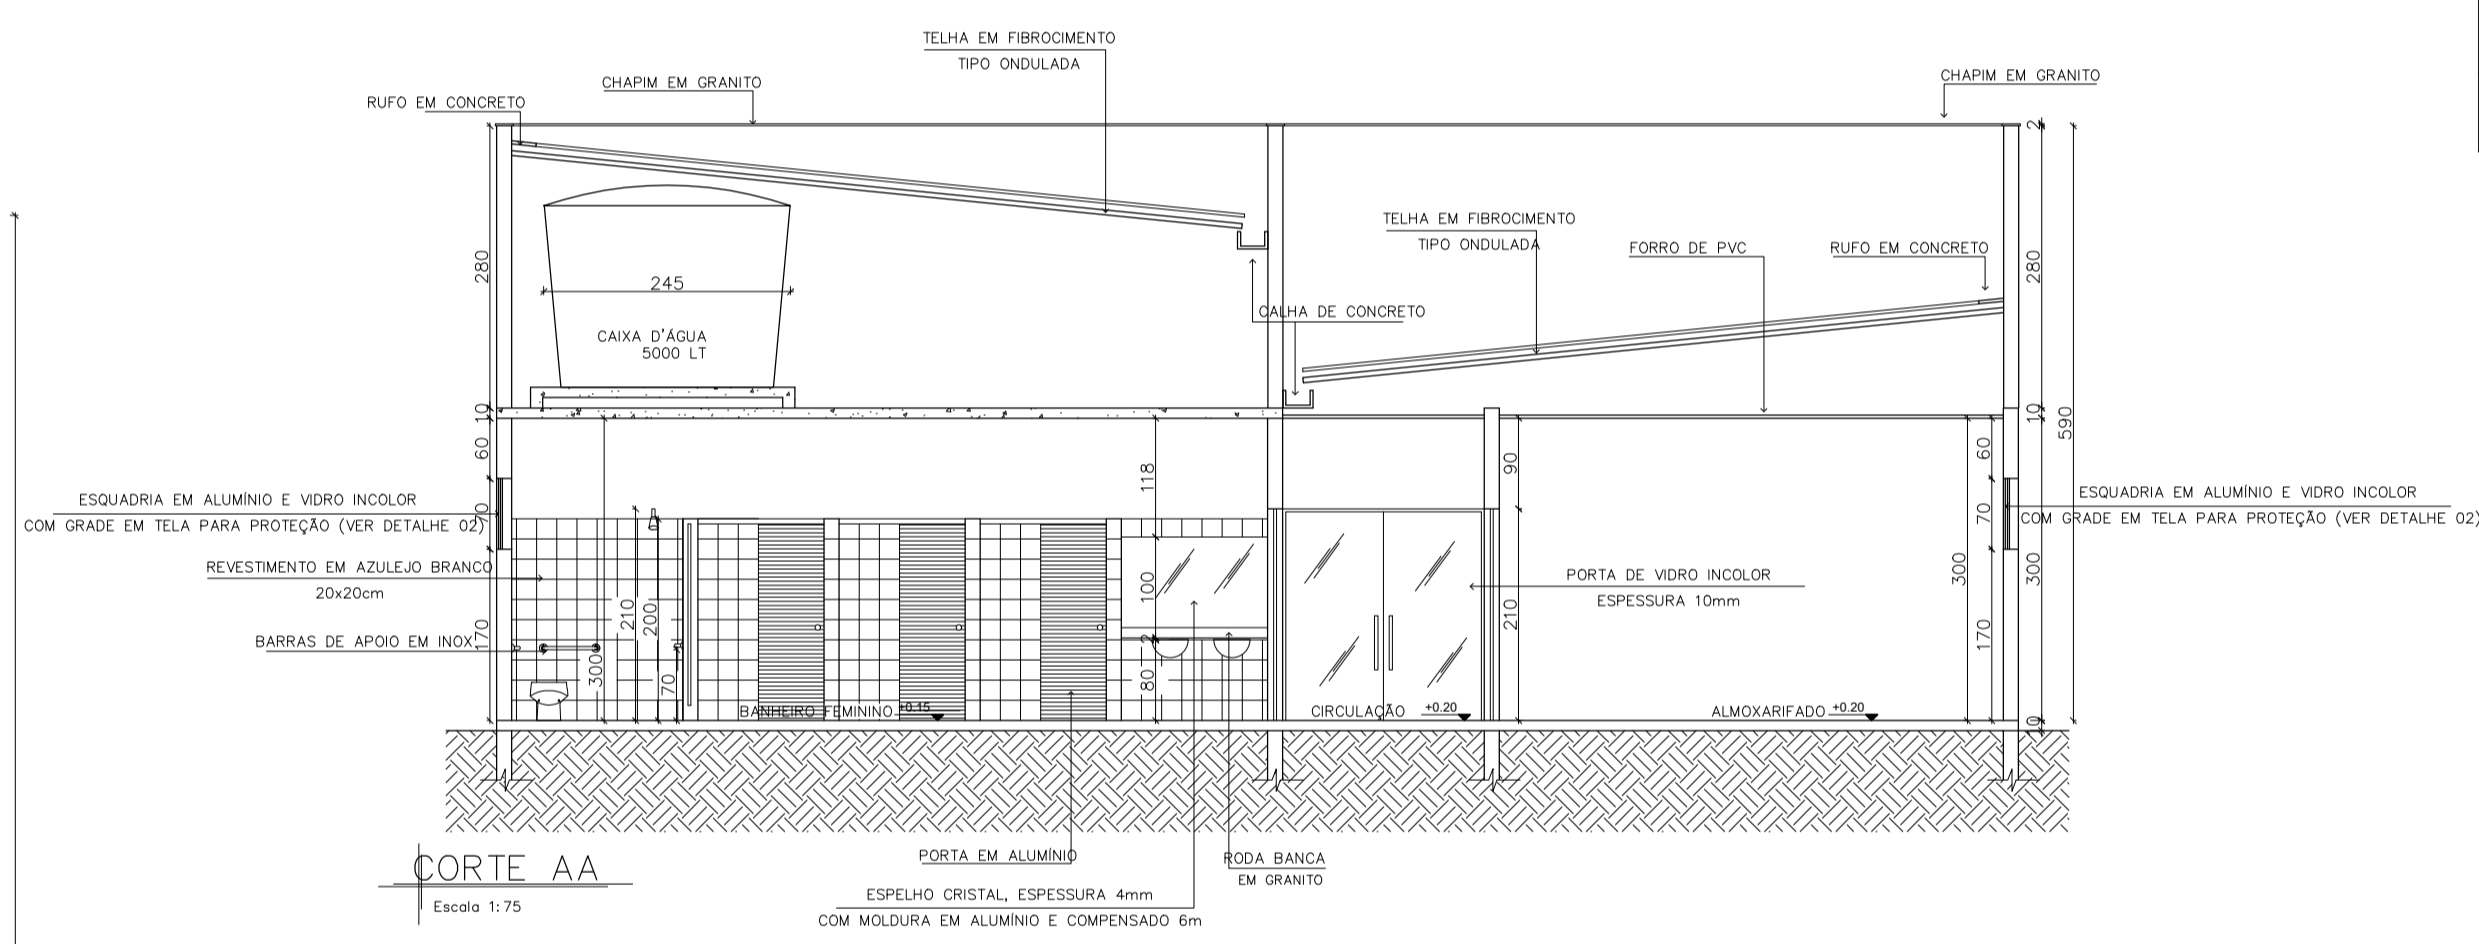 TELHA EM FIBROCIMENTO
TIPO ONDULADA
CHAPIM EM GRANITO
RUFO EM CONCRETO
CHAPIM EM GRANITO
2
TELHA EM FIBROCIMENTO
TIPO ONDULADA
FORRO DE PVC
RUFO EM CONCRETO
280
245
280
CALHA DE CONCRETO
CAIXA D'ÁGUA
5000 LT
10
10
590
60
118
90
60
ESQUADRIA EM ALUMÍNIO E VIDRO INCOLOR
COM GRADE EM TELA PARA PROTEÇÃO (VER DETALHE 02)
70
70
ESQUADRIA EM ALUMÍNIO E VIDRO INCOLOR
COM GRADE EM TELA PARA PROTEÇÃO (VER DETALHE 02)
REVESTIMENTO EM AZULEJO BRANCO
20x20cm
100
300
300
PORTA DE VIDRO INCOLOR
ESPESSURA 10mm
210
200
210
170
170
BARRAS DE APOIO EM INOX
2
300
70
80
BANHEIRO FEMININO
+0.15
CIRCULAÇÃO
+0.20
ALMOXARIFADO
+0.20
10
CORTE AA
Escala 1:75
PORTA EM ALUMÍNIO
RODA BANCA
EM GRANITO
ESPELHO CRISTAL, ESPESSURA 4mm
COM MOLDURA EM ALUMÍNIO E COMPENSADO 6m